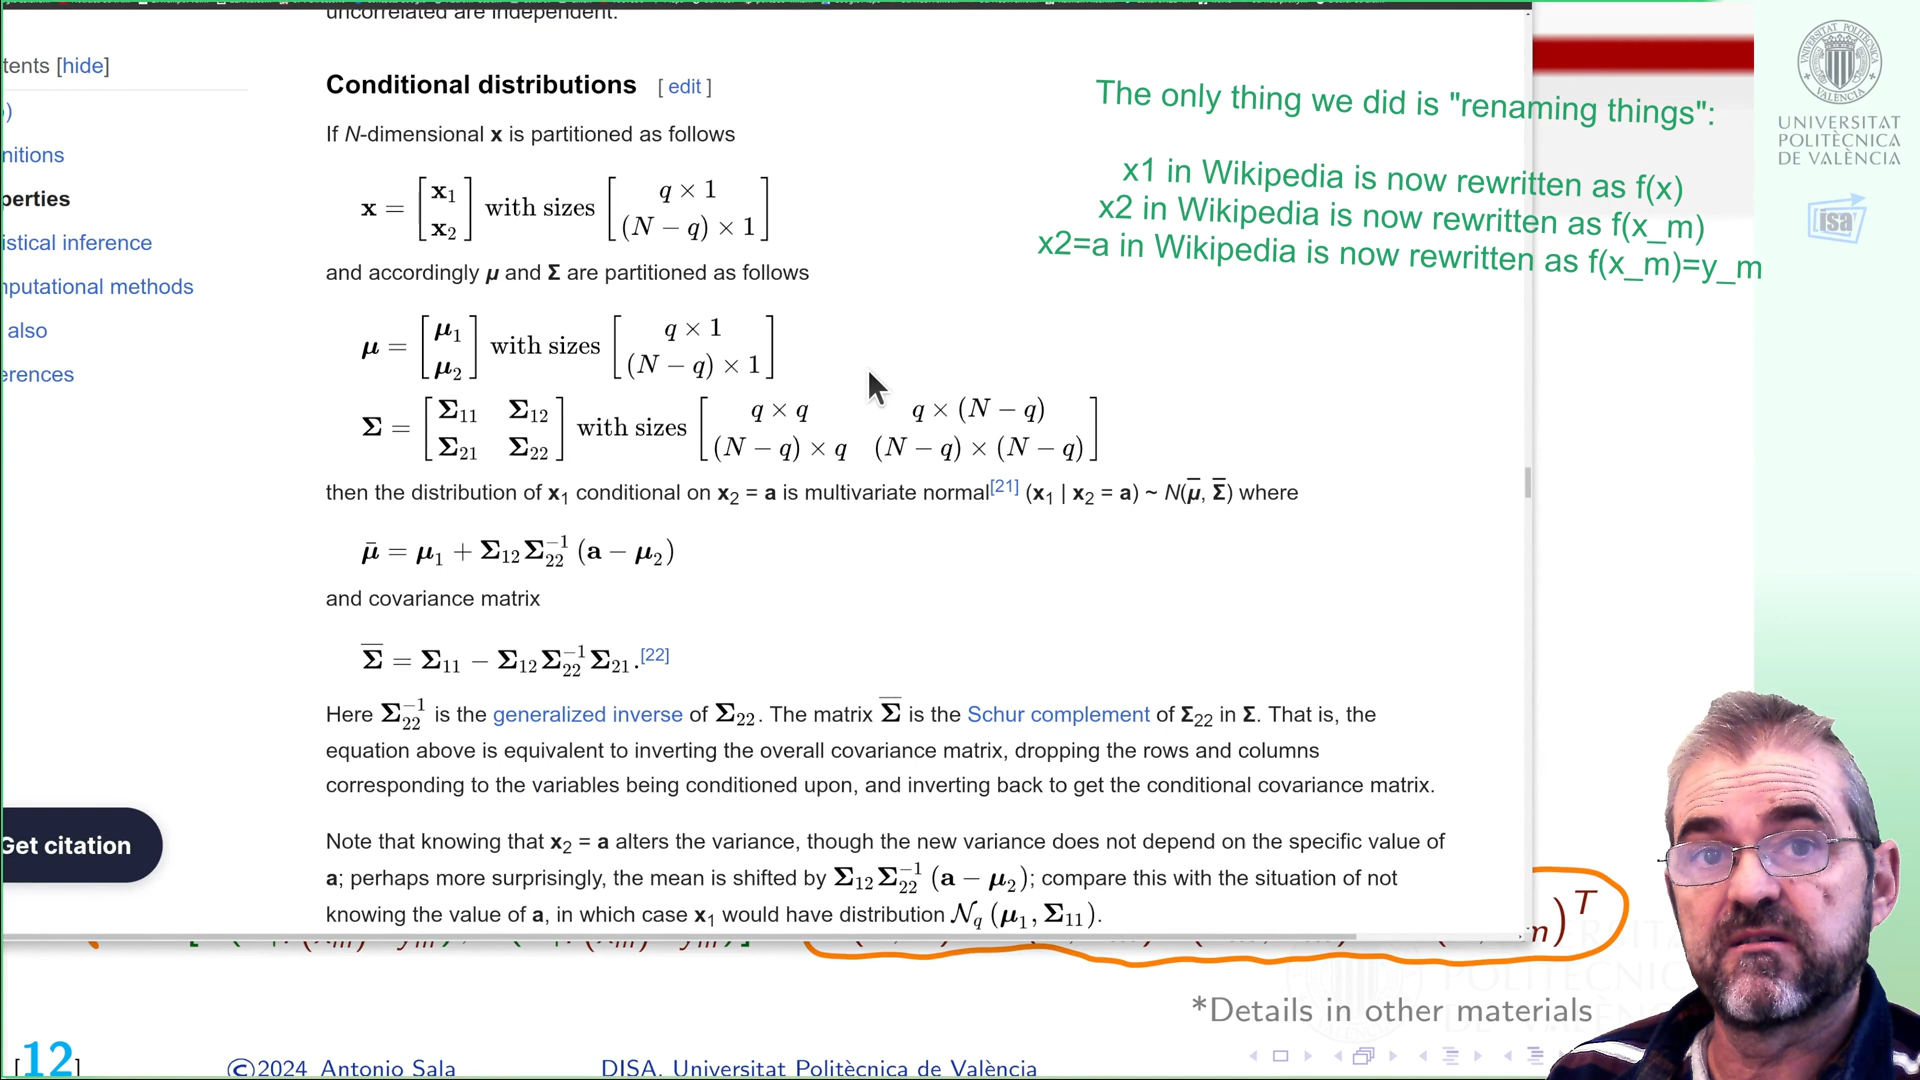 uncorrelated are independent.
tents [hide]
)
nitions
perties
istical inference
nputational methods
also
erences
Get citation
Conditional distributions [ edit ]
If N-dimensional x is partitioned as follows
x = [x₁ x₂] with sizes [q × 1 (N − q) × 1]
and accordingly μ and Σ are partitioned as follows
μ = [μ₁ μ₂] with sizes [q × 1 (N − q) × 1]
Σ = [Σ₁₁ Σ₁₂ Σ₂₁ Σ₂₂] with sizes [q × q q × (N − q) (N − q) × q (N − q) × (N − q)]
then the distribution of x₁ conditional on x₂ = a is multivariate normal[21] (x₁ | x₂ = a) ~ N(μ̄, Σ̄) where
μ̄ = μ₁ + Σ₁₂Σ₂₂⁻¹ (a − μ₂)
and covariance matrix
Σ̄ = Σ₁₁ − Σ₁₂Σ₂₂⁻¹Σ₂₁.[22]
Here Σ₂₂⁻¹ is the generalized inverse of Σ₂₂. The matrix Σ̄ is the Schur complement of Σ₂₂ in Σ. That is, the
equation above is equivalent to inverting the overall covariance matrix, dropping the rows and columns
corresponding to the variables being conditioned upon, and inverting back to get the conditional covariance matrix.
Note that knowing that x₂ = a alters the variance, though the new variance does not depend on the specific value of
a; perhaps more surprisingly, the mean is shifted by Σ₁₂Σ₂₂⁻¹ (a − μ₂); compare this with the situation of not
knowing the value of a, in which case x₁ would have distribution 𝒩q (μ₁, Σ₁₁).
The only thing we did is "renaming things":
x1 in Wikipedia is now rewritten as f(x)
x2 in Wikipedia is now rewritten as f(x_m)
x2=a in Wikipedia is now rewritten as f(x_m)=y_m
UNIVERSITAT
POLITÈCNICA
DE VALÈNCIA
isa
m)ᵀ
*Details in other materials
[12]
©2024 Antonio Sala
DISA. Universitat Politècnica de València